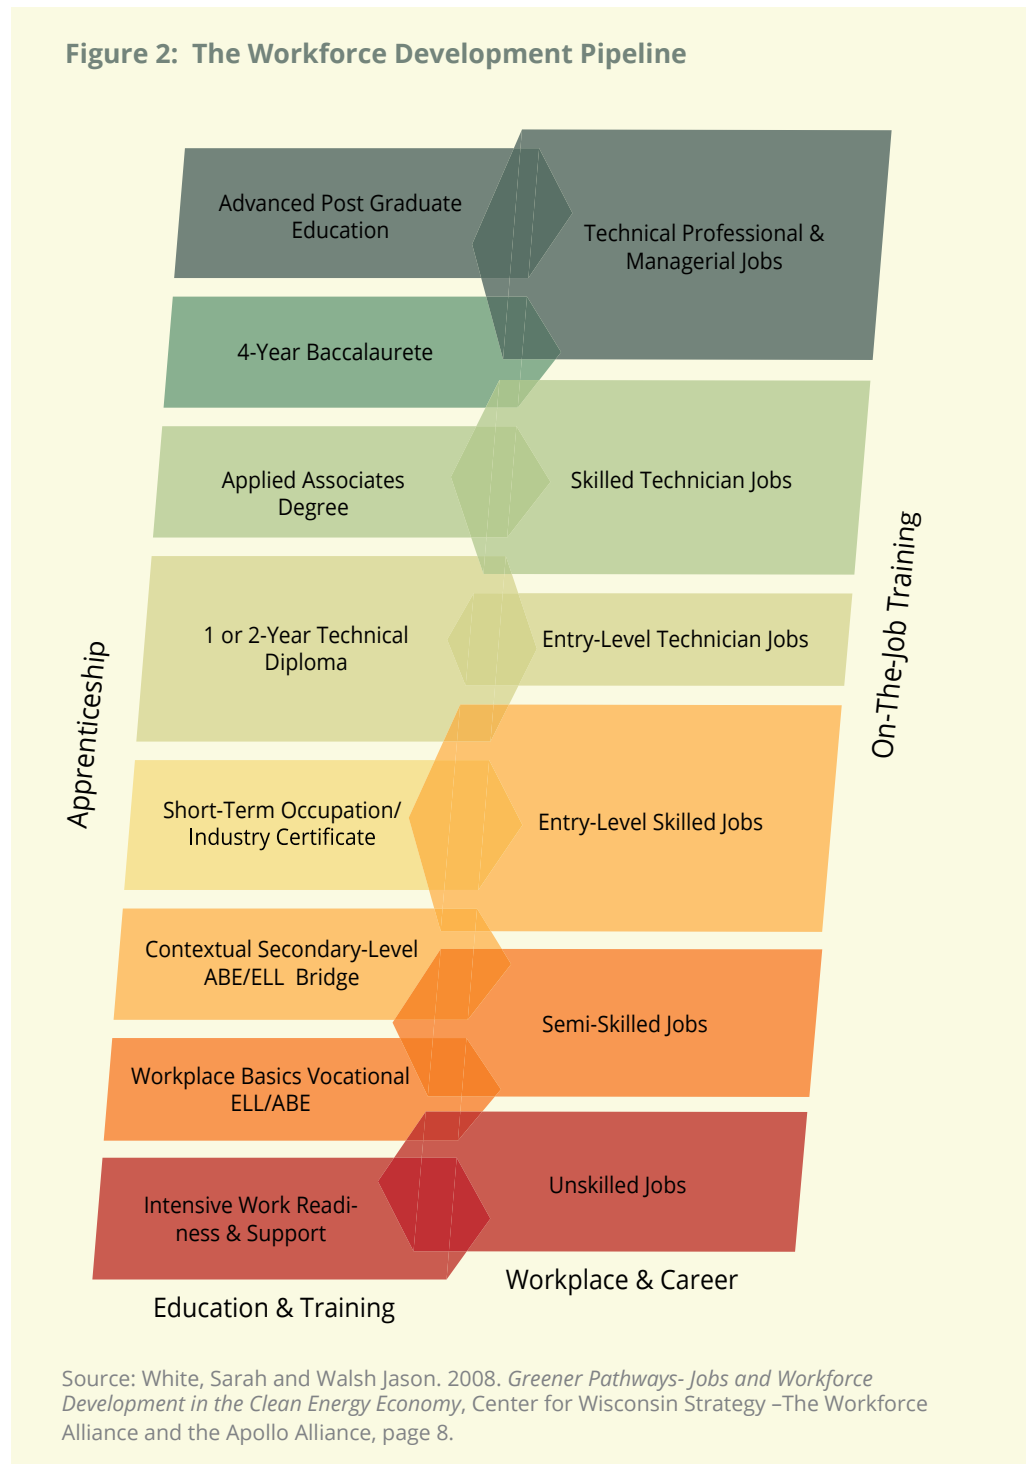 Figure 2:  The Workforce Development Pipeline
Advanced Post Graduate
Education
Technical Professional &
Managerial Jobs
4-Year Baccalaurete
Applied Associates
Degree
Skilled Technician Jobs
1 or 2-Year Technical
Diploma
Entry-Level Technician Jobs
Short-Term Occupation/
Industry Certificate
Entry-Level Skilled Jobs
Contextual Secondary-Level
ABE/ELL  Bridge
Semi-Skilled Jobs
Workplace Basics Vocational
ELL/ABE
Intensive Work Readi-
ness & Support
Unskilled Jobs
Apprenticeship
On-The-Job Training
Education & Training
Workplace & Career
Source: White, Sarah and Walsh Jason. 2008. Greener Pathways- Jobs and Workforce
Development in the Clean Energy Economy, Center for Wisconsin Strategy –The Workforce
Alliance and the Apollo Alliance, page 8.